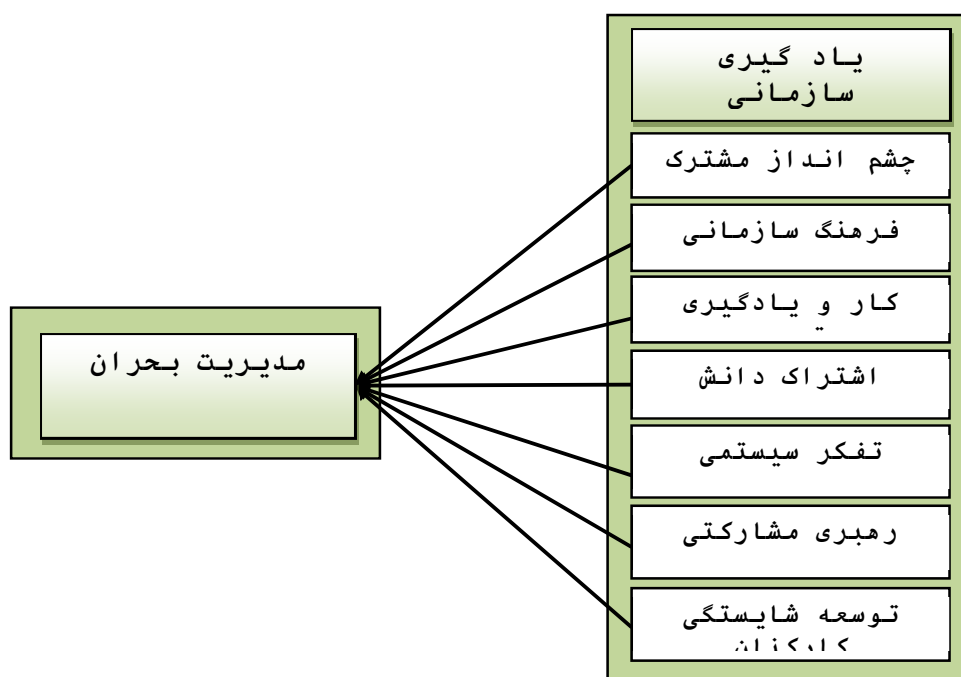 یاد گیری
سازمانی
چشم انداز مشترک
فرهنگ سازمانی
کار و یادگیری
اشتراک دانش
تفکر سیستمی
رهبری مشارکتی
توسعه شایستگی
کارکنان
مدیریت بحران